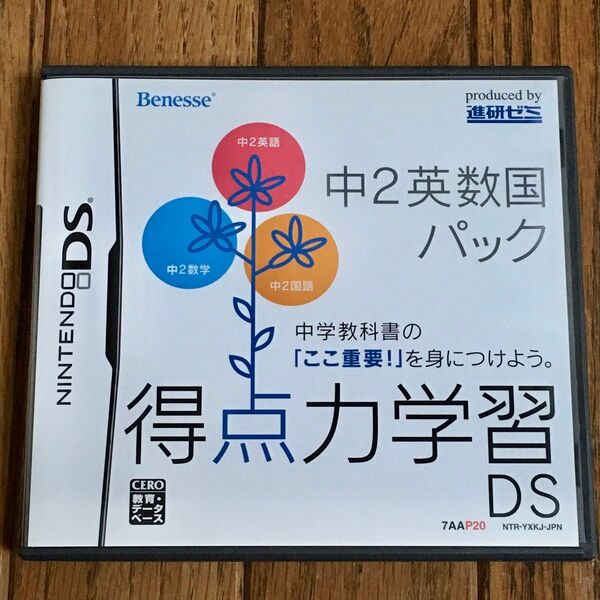 Benesse®
produced by
進研ゼミ
中2英語
中2数学
中2国語
中2英数国
パック
中学教科書の
「ここ重要!」を身につけよう。
得点力学習
DS
NINTENDO DS®
CERO
教育・
データ
ベース
7AAP20
NTR-YXKJ-JPN